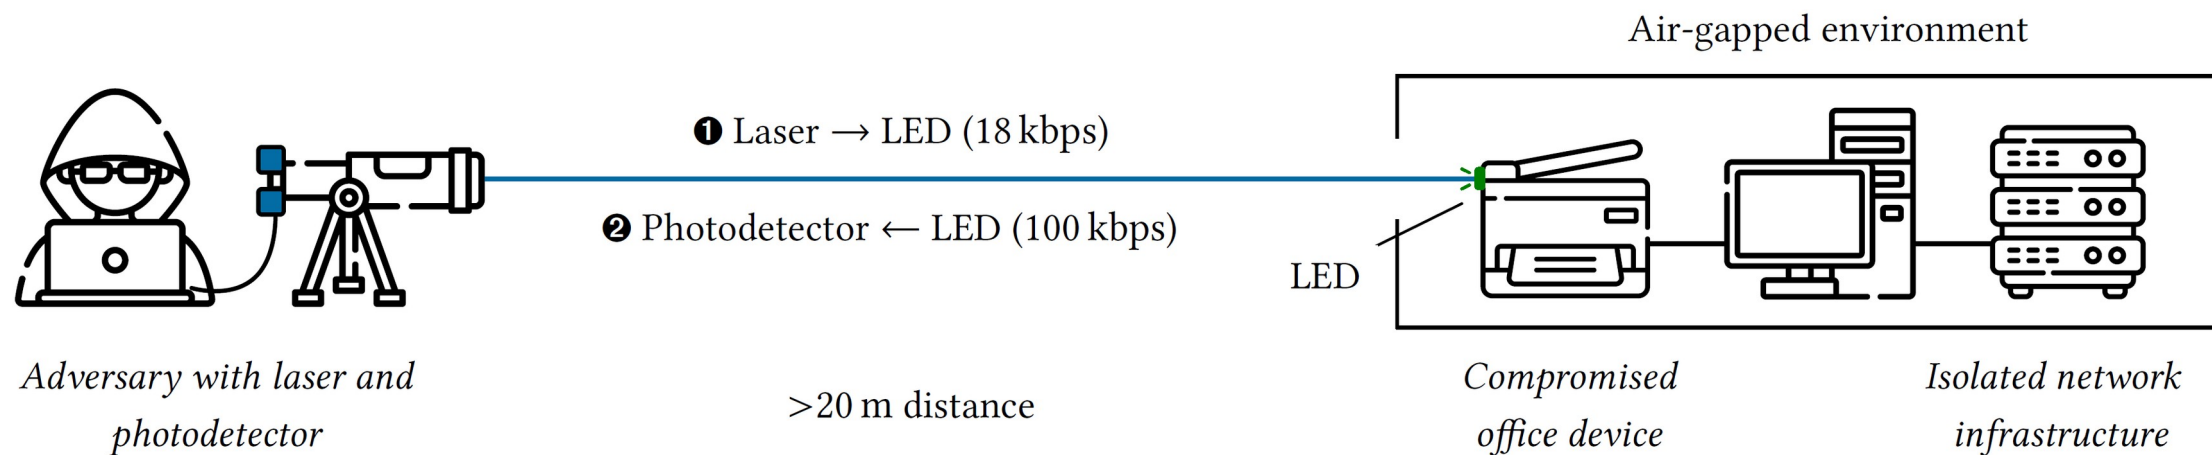 Air-gapped environment
❶ Laser → LED (18 kbps)
❷ Photodetector ← LED (100 kbps)
LED
Adversary with laser and
photodetector
>20 m distance
Compromised
office device
Isolated network
infrastructure